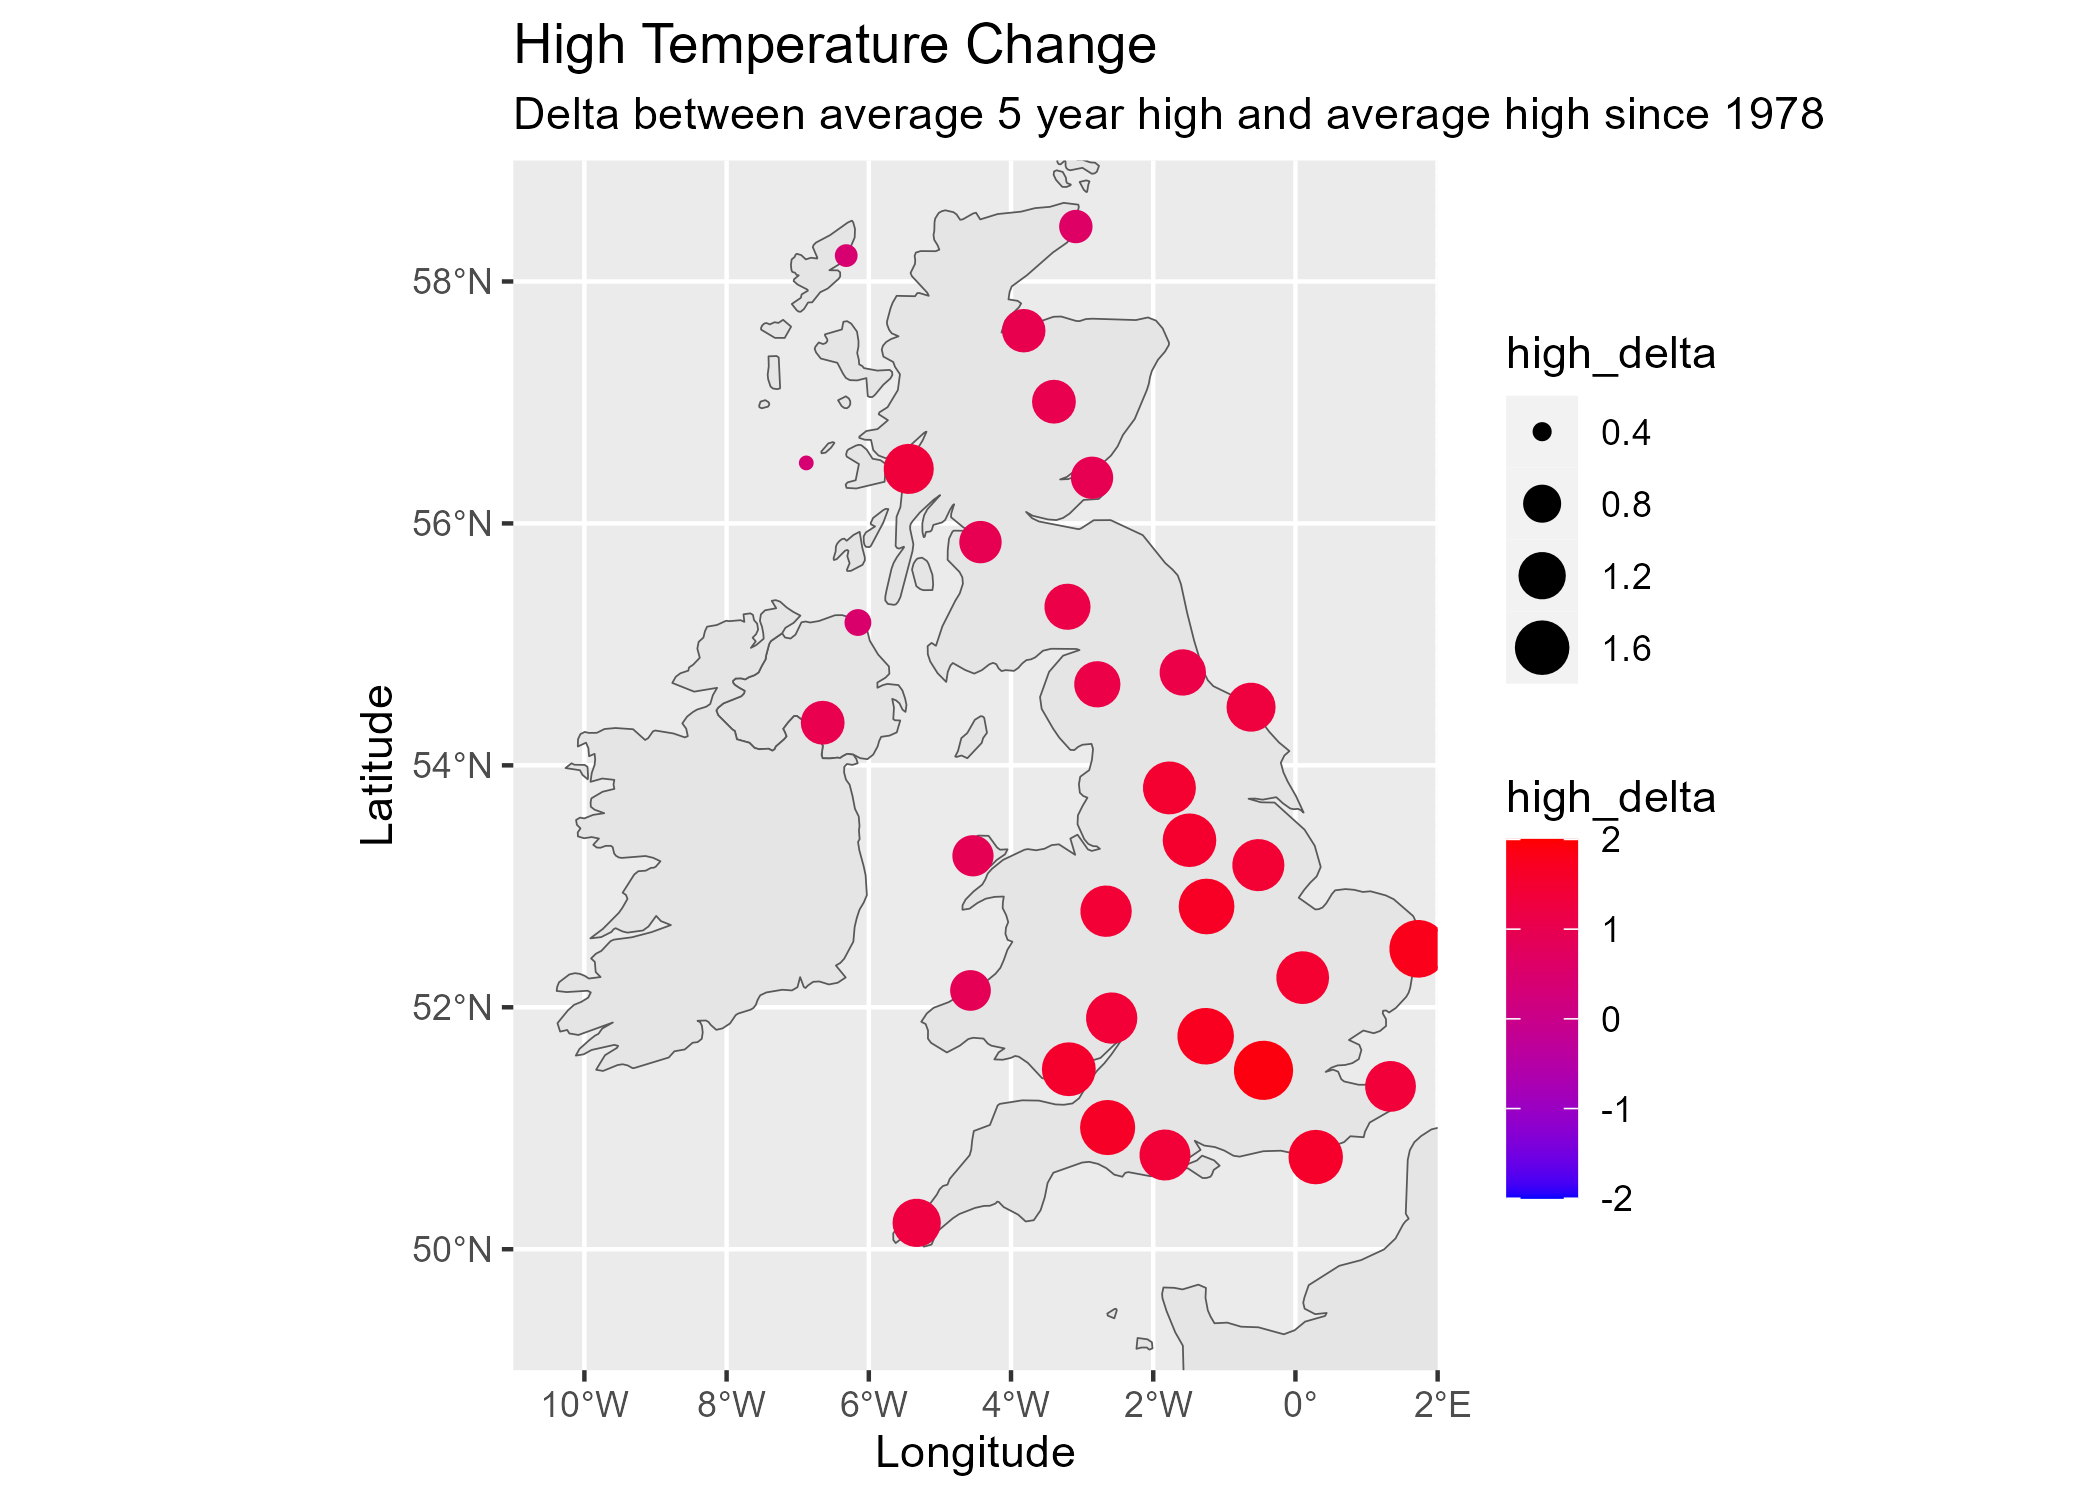 High Temperature Change
Delta between average 5 year high and average high since 1978
58°N
56°N
54°N
52°N
50°N
Latitude
10°W
8°W
6°W
4°W
2°W
0°
2°E
Longitude
high_delta
0.4
0.8
1.2
1.6
high_delta
2
1
0
-1
-2